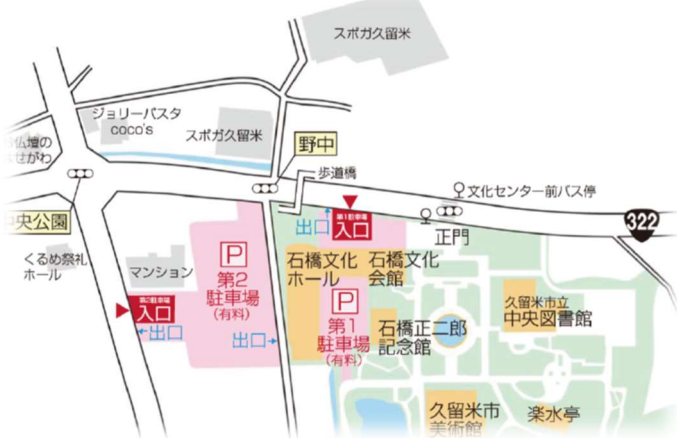 スポガ久留米
ジョリーパスタ
coco's
スポガ久留米
野中
仏壇の
せがわ
歩道橋
文化センター前バス停
322
中央公園
第1駐車場
入口
出口
正門
くるめ祭礼
ホール
マンション
P
第2
駐車場
(有料)
石橋文化
ホール
石橋文化
会館
P
第1
駐車場
(有料)
第2駐車場
入口
出口
出口
石橋正二郎
記念館
久留米市立
中央図書館
久留米市
美術館
楽水亭